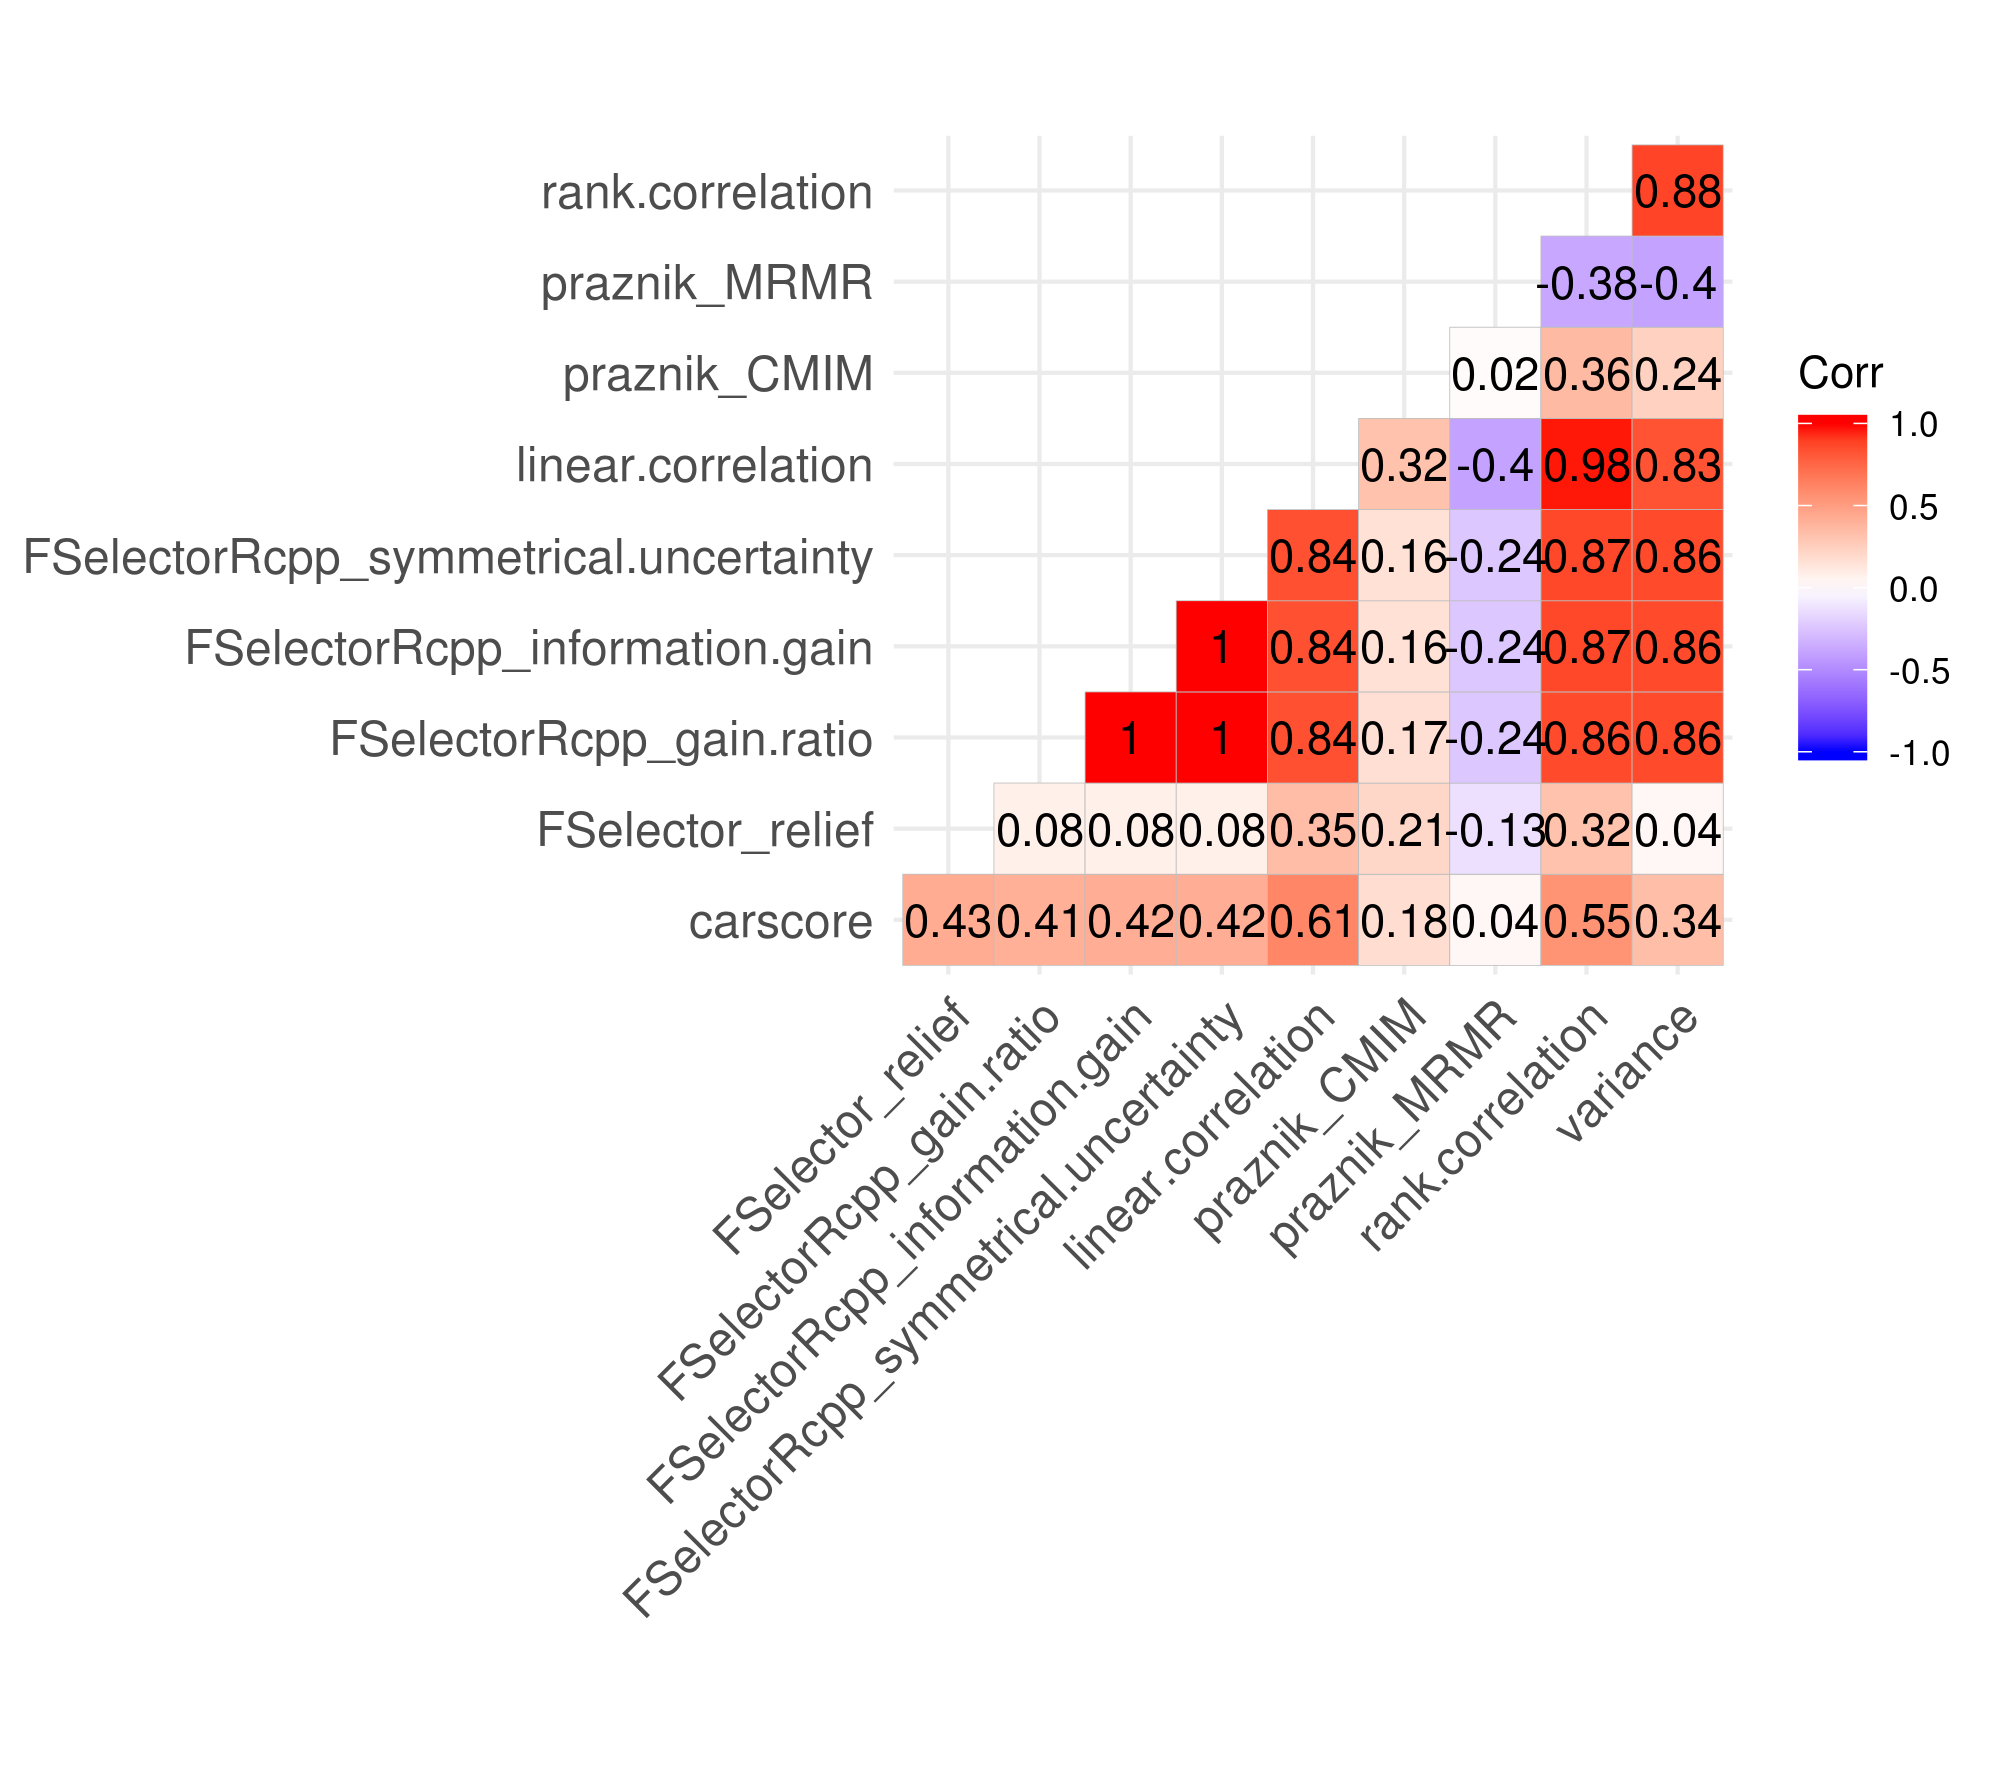 rank.correlation 0.88
praznik_MRMR -0.38 -0.4
praznik_CMIM 0.02 0.36 0.24
linear.correlation 0.32 -0.4 0.98 0.83
FSelectorRcpp_symmetrical.uncertainty 0.84 0.16 -0.24 0.87 0.86
FSelectorRcpp_information.gain 1 0.84 0.16 -0.24 0.87 0.86
FSelectorRcpp_gain.ratio 1 1 0.84 0.17 -0.24 0.86 0.86
FSelector_relief 0.08 0.08 0.08 0.35 0.21 -0.13 0.32 0.04
carscore 0.43 0.41 0.42 0.42 0.61 0.18 0.04 0.55 0.34
FSelector_relief
FSelectorRcpp_gain.ratio
FSelectorRcpp_information.gain
FSelectorRcpp_symmetrical.uncertainty
linear.correlation
praznik_CMIM
praznik_MRMR
rank.correlation
variance
Corr
1.0
0.5
0.0
-0.5
-1.0